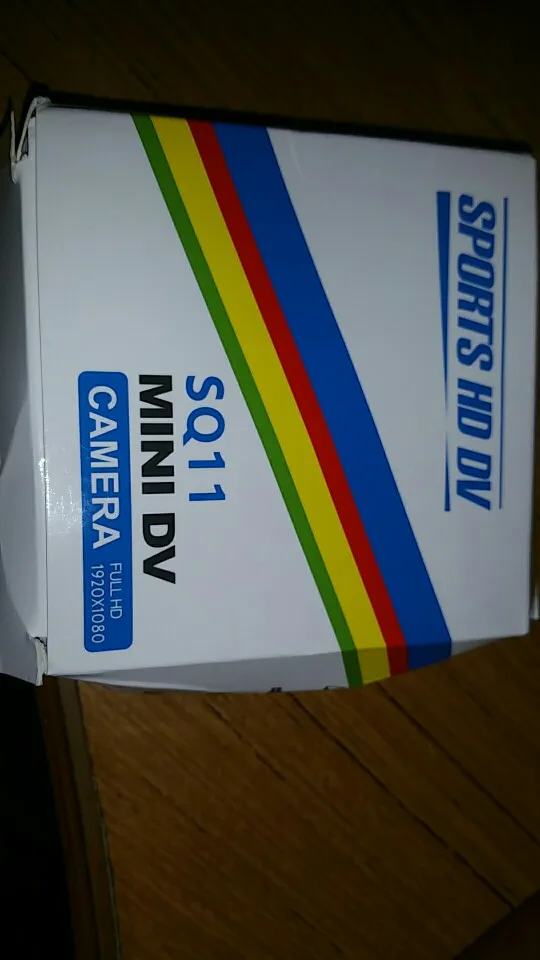 SPORTS HD DV
SQ11
MINI DV
CAMERA FULL HD
1920X1080